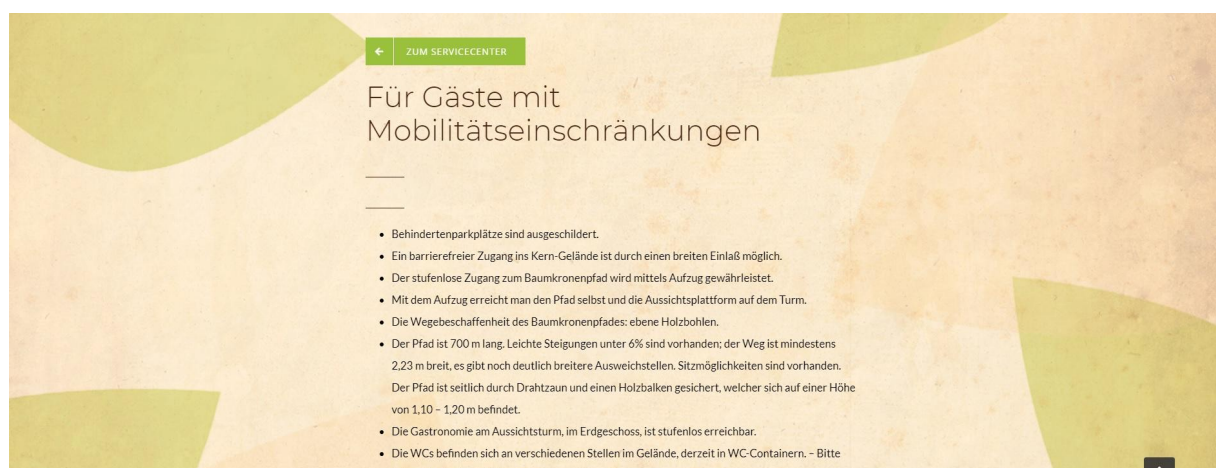 ZUM SERVICECENTER
Für Gäste mit
Mobilitätseinschränkungen
• Behindertenparkplätze sind ausgeschildert.
• Ein barrierefreier Zugang ins Kern-Gelände ist durch einen breiten Einlaß möglich.
• Der stufenlose Zugang zum Baumkronenpfad wird mittels Aufzug gewährleistet.
• Mit dem Aufzug erreicht man den Pfad selbst und die Aussichtsplattform auf dem Turm.
• Die Wegebeschaffenheit des Baumkronenpfades: ebene Holzbohlen.
• Der Pfad ist 700 m lang. Leichte Steigungen unter 6% sind vorhanden; der Weg ist mindestens
2,23 m breit, es gibt noch deutlich breitere Ausweichstellen. Sitzmöglichkeiten sind vorhanden.
Der Pfad ist seitlich durch Drahtzaun und einen Holzbalken gesichert, welcher sich auf einer Höhe
von 1,10 – 1,20 m befindet.
• Die Gastronomie am Aussichtsturm, im Erdgeschoss, ist stufenlos erreichbar.
• Die WCs befinden sich an verschiedenen Stellen im Gelände, derzeit in WC-Containern. – Bitte